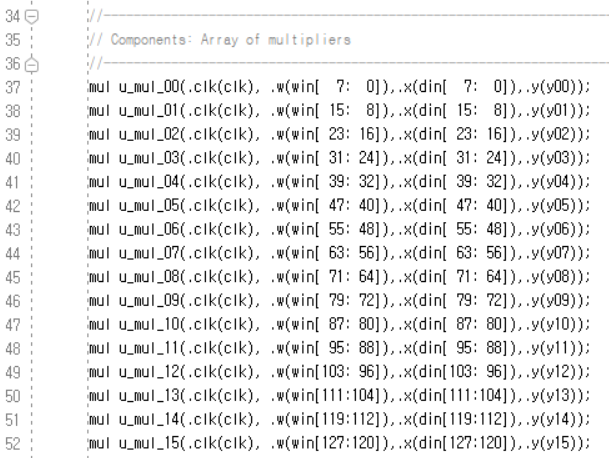 34 //------------------------------------------------------------
35 // Components: Array of multipliers
36 //------------------------------------------------------------
37 mul u_mul_00(.clk(clk), .w(win[  7:  0]),.x(din[  7:  0]),.y(y00));
38 mul u_mul_01(.clk(clk), .w(win[ 15:  8]),.x(din[ 15:  8]),.y(y01));
39 mul u_mul_02(.clk(clk), .w(win[ 23: 16]),.x(din[ 23: 16]),.y(y02));
40 mul u_mul_03(.clk(clk), .w(win[ 31: 24]),.x(din[ 31: 24]),.y(y03));
41 mul u_mul_04(.clk(clk), .w(win[ 39: 32]),.x(din[ 39: 32]),.y(y04));
42 mul u_mul_05(.clk(clk), .w(win[ 47: 40]),.x(din[ 47: 40]),.y(y05));
43 mul u_mul_06(.clk(clk), .w(win[ 55: 48]),.x(din[ 55: 48]),.y(y06));
44 mul u_mul_07(.clk(clk), .w(win[ 63: 56]),.x(din[ 63: 56]),.y(y07));
45 mul u_mul_08(.clk(clk), .w(win[ 71: 64]),.x(din[ 71: 64]),.y(y08));
46 mul u_mul_09(.clk(clk), .w(win[ 79: 72]),.x(din[ 79: 72]),.y(y09));
47 mul u_mul_10(.clk(clk), .w(win[ 87: 80]),.x(din[ 87: 80]),.y(y10));
48 mul u_mul_11(.clk(clk), .w(win[ 95: 88]),.x(din[ 95: 88]),.y(y11));
49 mul u_mul_12(.clk(clk), .w(win[103: 96]),.x(din[103: 96]),.y(y12));
50 mul u_mul_13(.clk(clk), .w(win[111:104]),.x(din[111:104]),.y(y13));
51 mul u_mul_14(.clk(clk), .w(win[119:112]),.x(din[119:112]),.y(y14));
52 mul u_mul_15(.clk(clk), .w(win[127:120]),.x(din[127:120]),.y(y15));